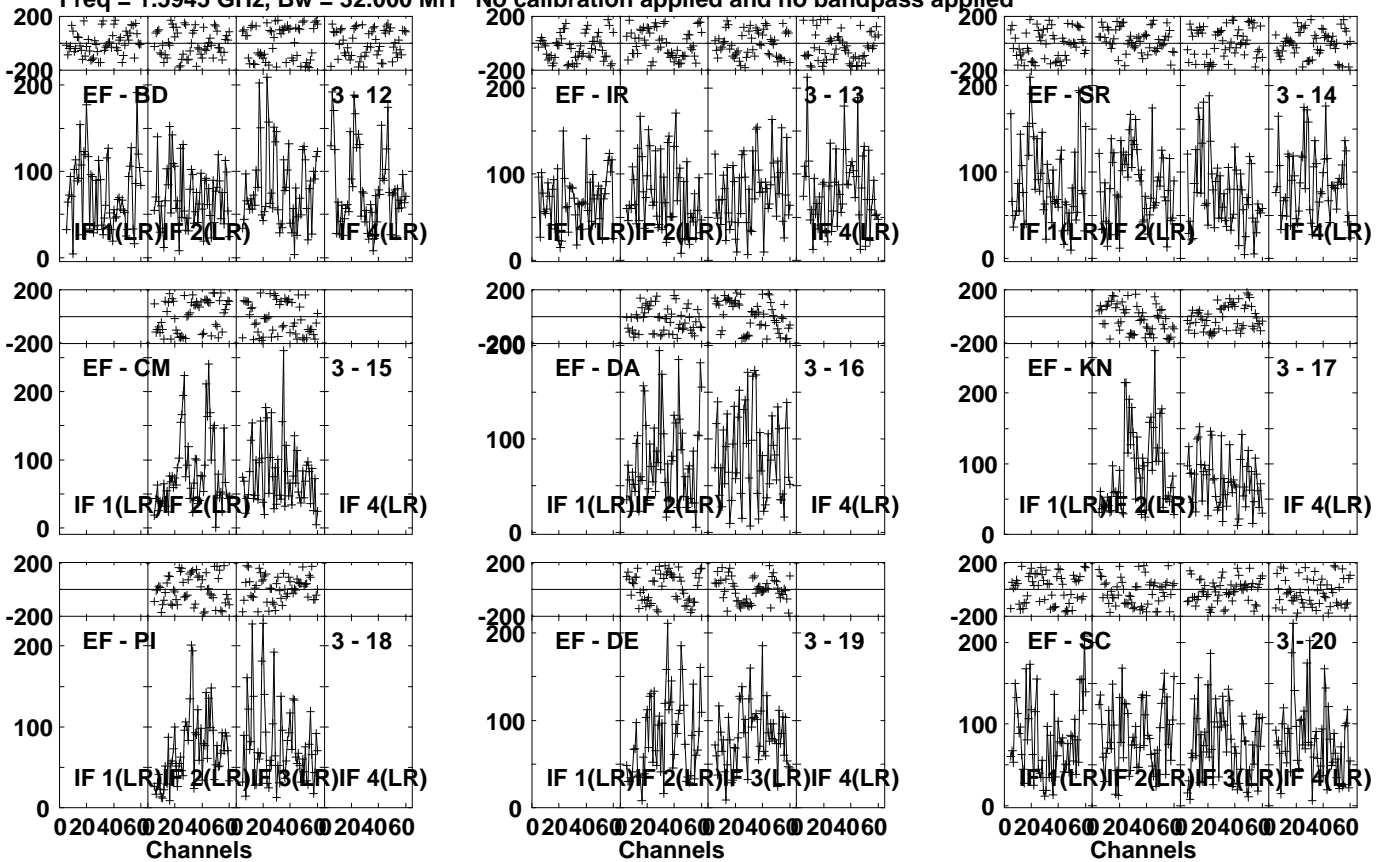 Freq = 1.5945 GHz, Bw = 32.000 MH No calibration applied and no bandpass applied
-200 -200 -200
200 EF - BD 3 - 12 200 EF - IR 3 - 13 200 EF - SR 3 - 14
100 100 100
IF 1(LR) IF 2(LR) IF 4(LR) IF 1(LR) IF 2(LR) IF 4(LR) IF 1(LR) IF 2(LR) IF 4(LR)
0 0 0
200 200 200
-200 -200 -200
200 EF - CM 3 - 15 200 EF - DA 3 - 16 200 EF - KN 3 - 17
100 100 100
IF 1(LR) IF 2(LR) IF 4(LR) IF 1(LR) IF 2(LR) IF 4(LR) IF 1(LR) IF 2(LR) IF 4(LR)
0 0 0
200 200 200
-200 -200 -200
200 EF - PI 3 - 18 200 EF - DE 3 - 19 200 EF - SC 3 - 20
100 100 100
IF 1(LR) IF 2(LR) IF 3(LR) IF 4(LR) IF 1(LR) IF 2(LR) IF 3(LR) IF 4(LR) IF 1(LR) IF 2(LR) IF 3(LR) IF 4(LR)
0 0 0
0 20 40 60 0 20 40 60 0 20 40 60 0 20 40 60 0 20 40 60 0 20 40 60 0 20 40 60 0 20 40 60 0 20 40 60 0 20 40 60 0 20 40 60 0 20 40 60
Channels Channels Channels